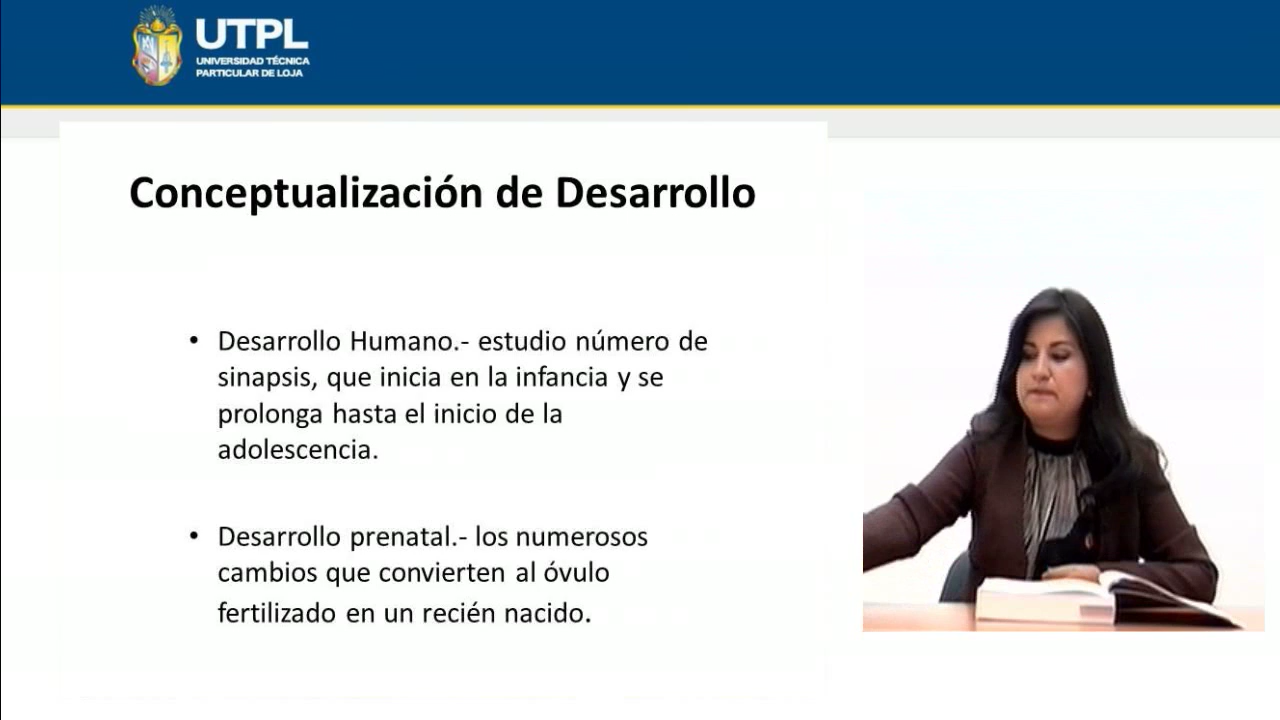 UTPL
UNIVERSIDAD TÉCNICA
PARTICULAR DE LOJA
Conceptualización de Desarrollo
• Desarrollo Humano.- estudio número de
sinapsis, que inicia en la infancia y se
prolonga hasta el inicio de la
adolescencia.
• Desarrollo prenatal.- los numerosos
cambios que convierten al óvulo
fertilizado en un recién nacido.